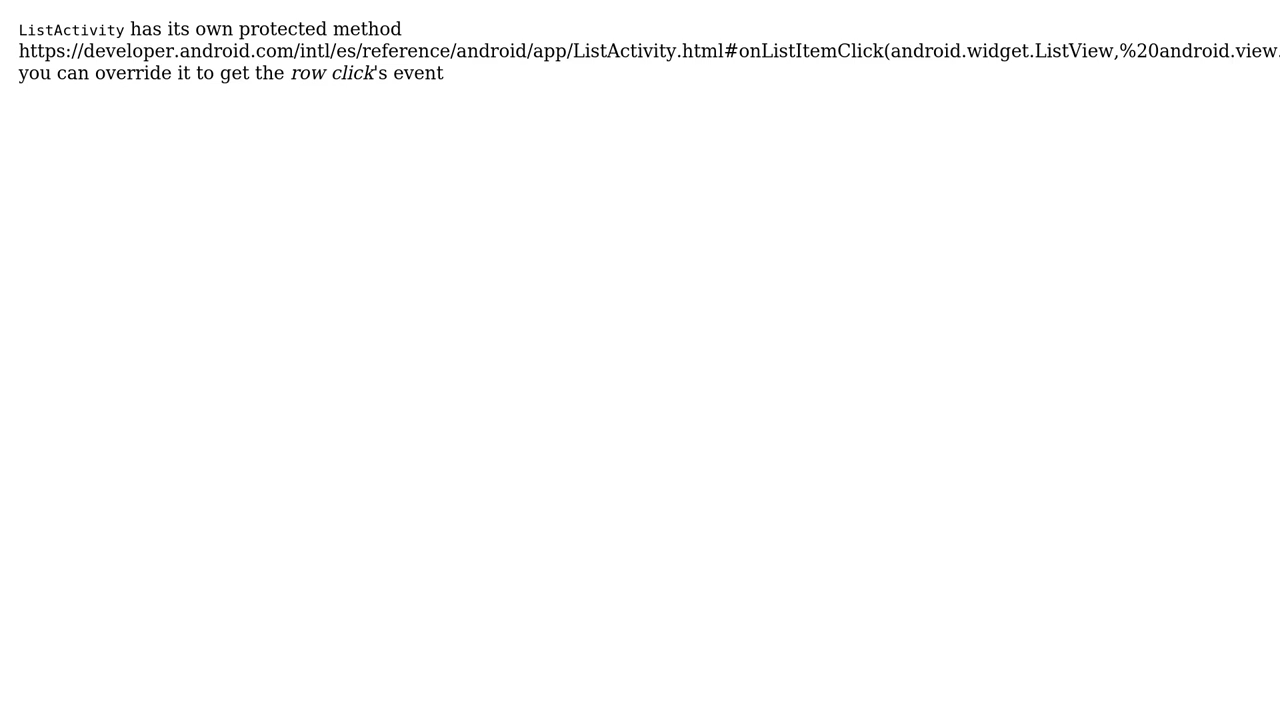 ListActivity has its own protected method
https://developer.android.com/intl/es/reference/android/app/ListActivity.html#onListItemClick(android.widget.ListView,%20android.view.
you can override it to get the row click's event